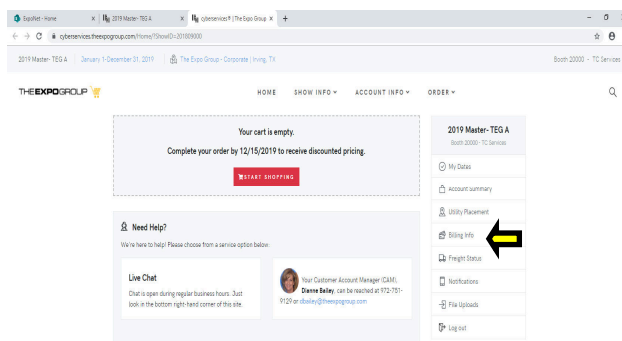 ExpoNet - Home
2019 Master- TEG A
cyberservices® | The Expo Group
cyberservices.theexpogroup.com/Home/?ShowID=201809000
2019 Master- TEG A January 1-December 31, 2019 The Expo Group - Corporate | Irving, TX Booth 20000 - TC Services
THE EXPO GROUP HOME SHOW INFO ACCOUNT INFO ORDER
Your cart is empty.
Complete your order by 12/15/2019 to receive discounted pricing.
START SHOPPING
Need Help?
We're here to help! Please choose from a service option below:
Live Chat
Chat is open during regular business hours. Just
look in the bottom right-hand corner of this site.
Your Customer Account Manager (CAM),
Dianne Bailey, can be reached at 972-751-
9129 or dbailey@theexpogroup.com
2019 Master- TEG A
Booth 20000 - TC Services
My Dates
Account Summary
Utility Placement
Billing Info
Freight Status
Notifications
File Uploads
Log out